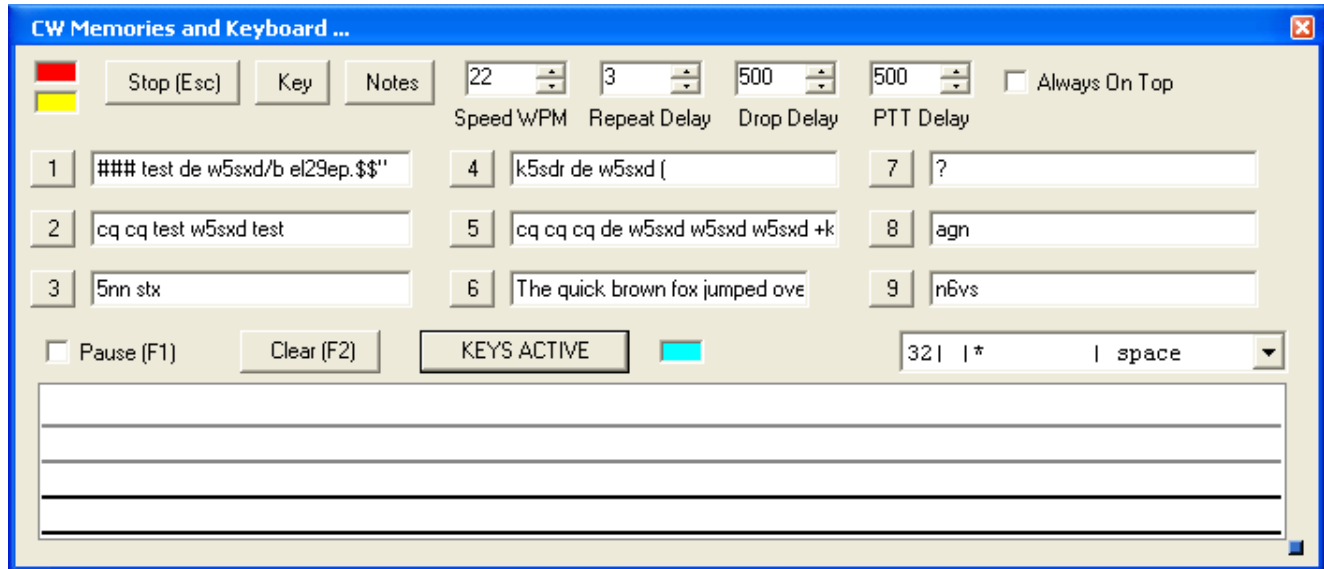 CW Memories and Keyboard ...
Stop (Esc) Key Notes 22 3 500 500 Always On Top
Speed WPM Repeat Delay Drop Delay PTT Delay
1 ### test de w5sxd/b el29ep.$$" 4 k5sdr de w5sxd ( 7 ?
2 cq cq test w5sxd test 5 cq cq cq de w5sxd w5sxd w5sxd +k 8 agn
3 5nn stx 6 The quick brown fox jumped ove 9 n6vs
Pause (F1) Clear (F2) KEYS ACTIVE 32| |* | space